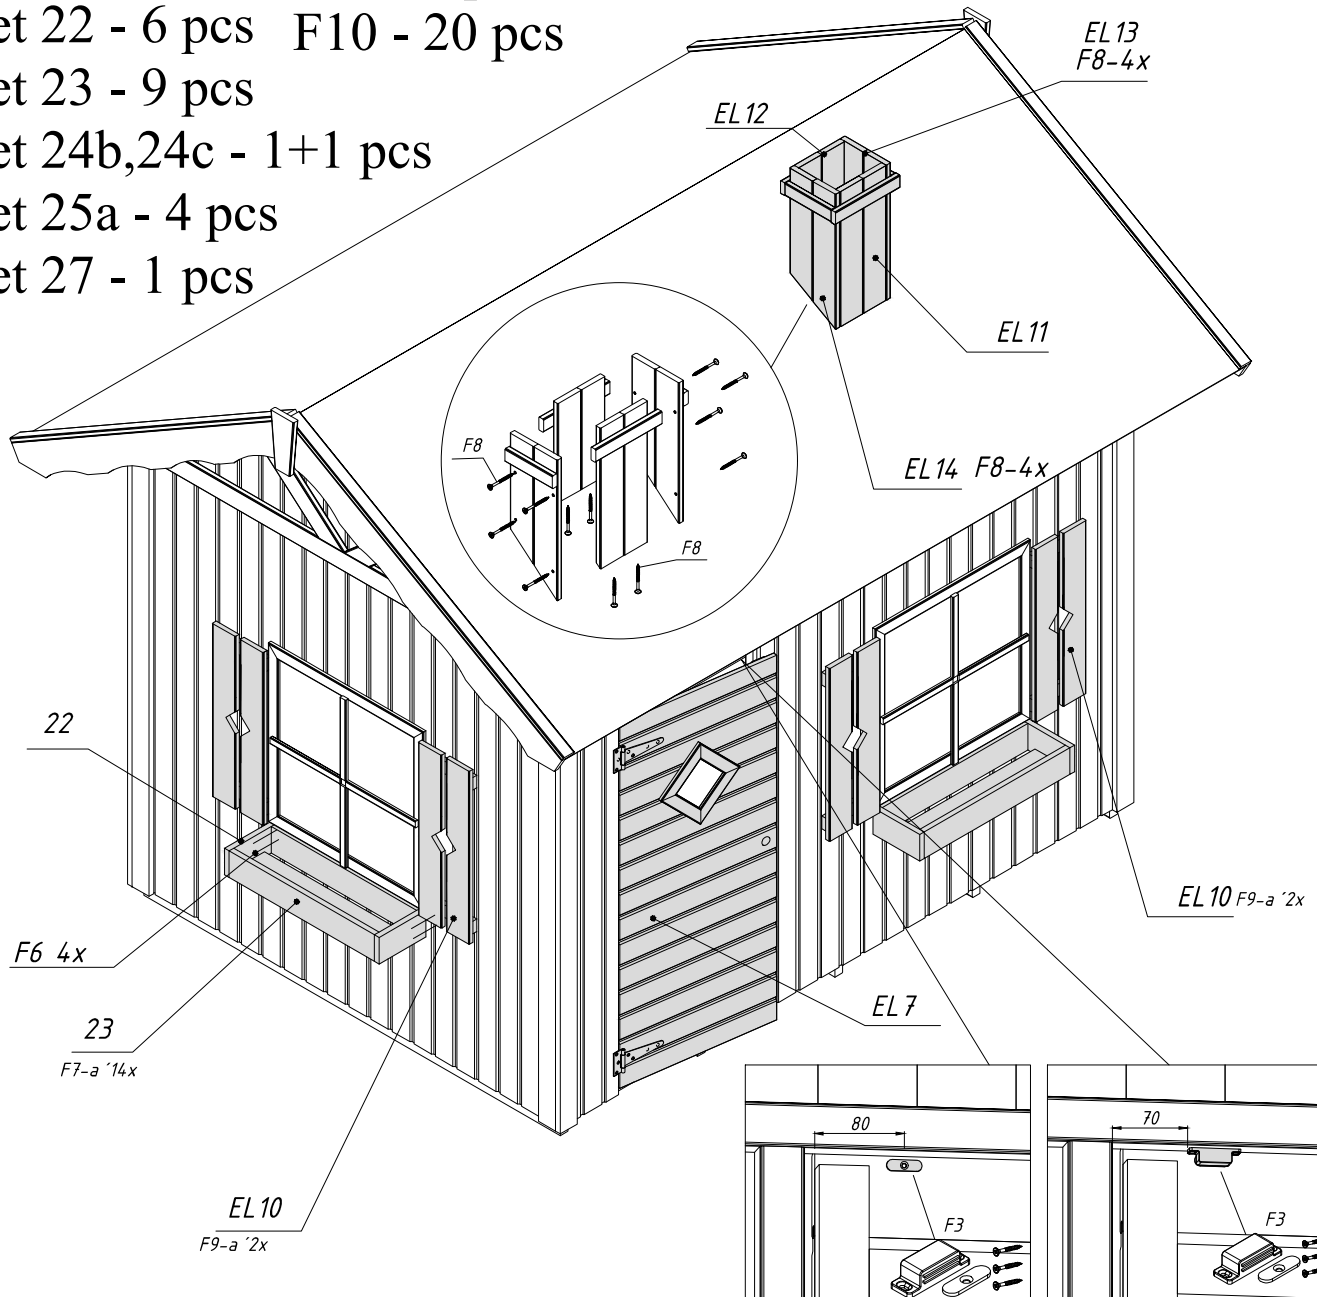 et 22 - 6 pcs F10 - 20 pcs
et 23 - 9 pcs
et 24b,24c - 1+1 pcs
et 25a - 4 pcs
et 27 - 1 pcs
EL13
F8-4x
EL12
EL11
EL14 F8-4x
F8
F8
22
F6 4x
23
F7-a ´14x
EL10
F9-a ´2x
EL7
EL10 F9-a ´2x
80
F3
70
F3